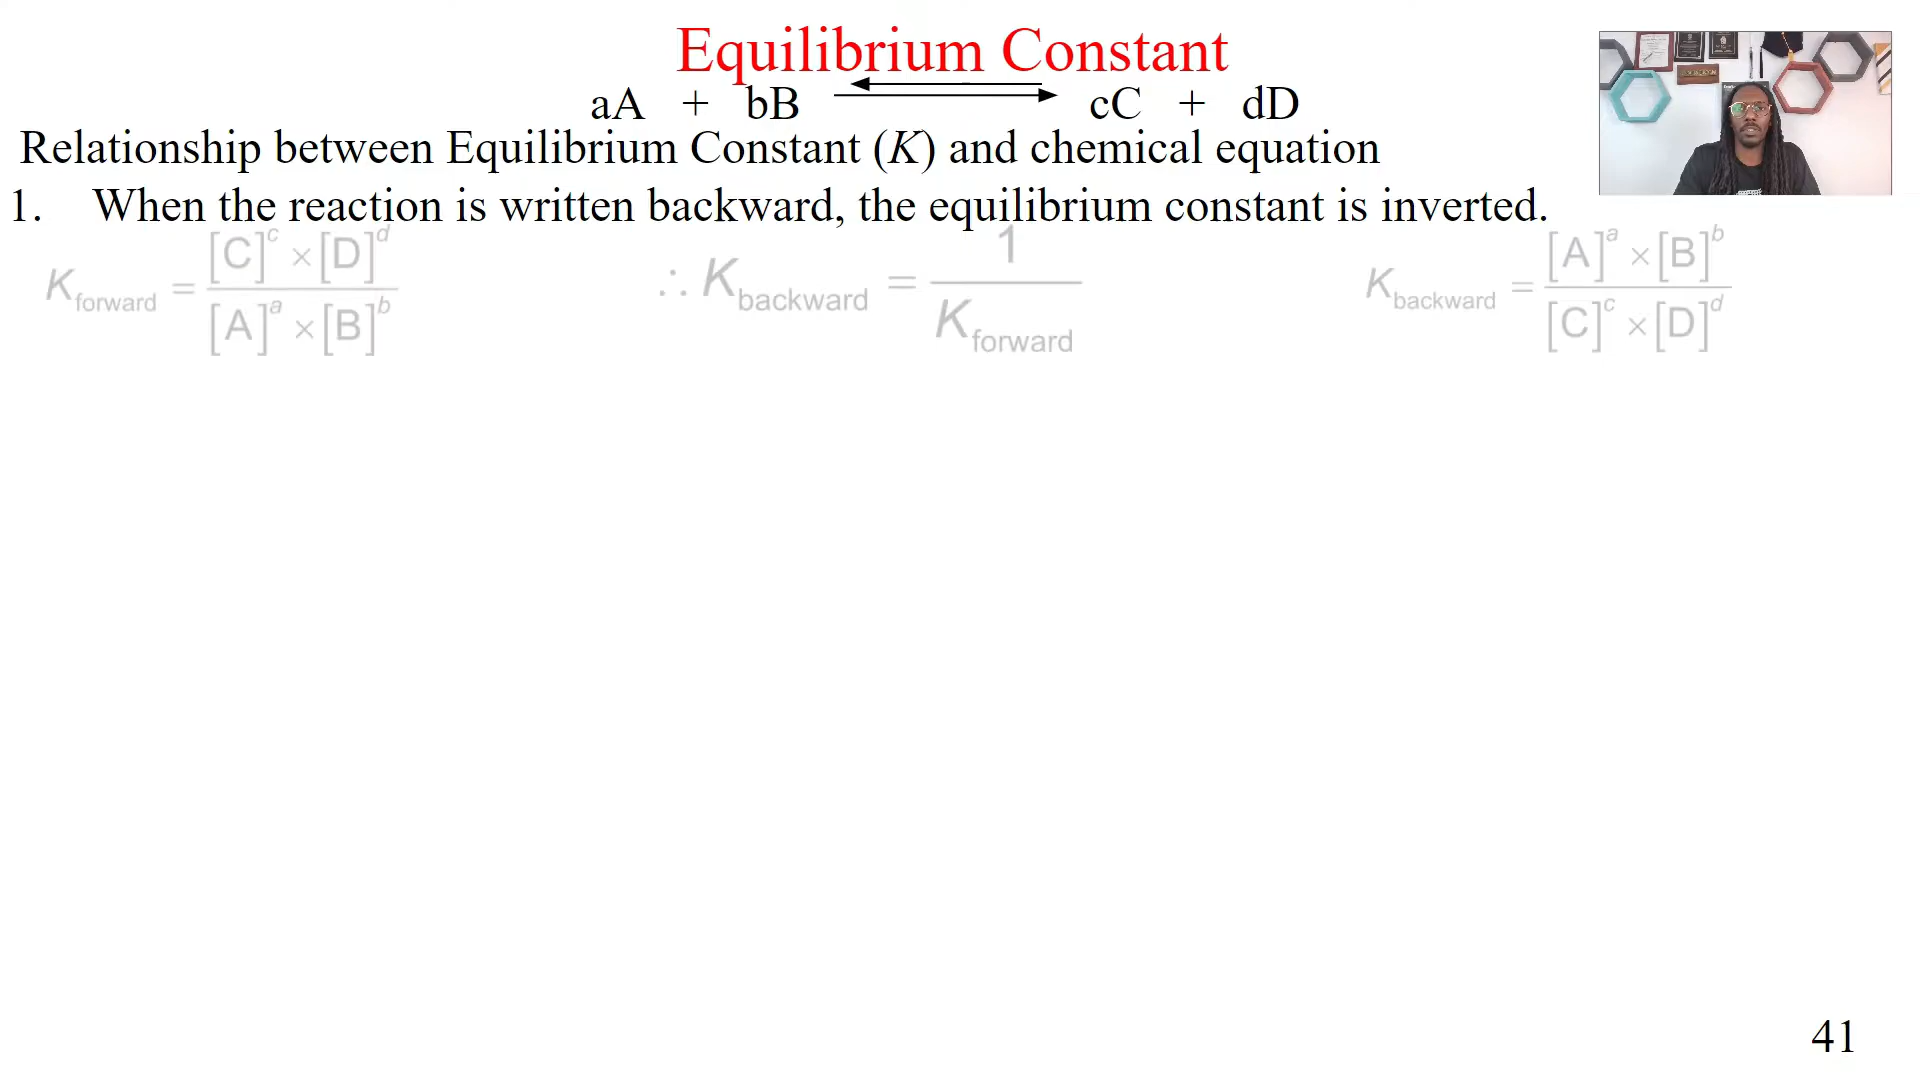 Equilibrium Constant
aA + bB ⇌ cC + dD
Relationship between Equilibrium Constant (K) and chemical equation
1. When the reaction is written backward, the equilibrium constant is inverted.
K_forward = [C]^c × [D]^d / [A]^a × [B]^b
∴ K_backward = 1 / K_forward
K_backward = [A]^a × [B]^b / [C]^c × [D]^d
41